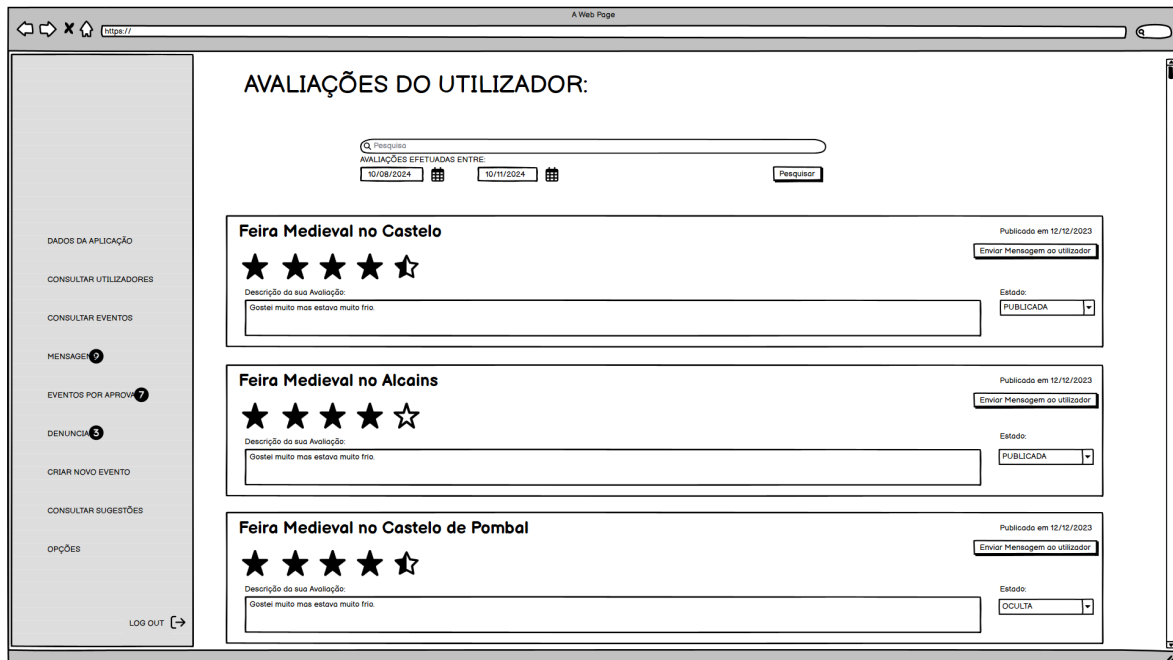 A Web Page
https://
AVALIAÇÕES DO UTILIZADOR:
Pesquisa
AVALIAÇÕES EFETUADAS ENTRE:
10/08/2024
10/11/2024
Pesquisar
DADOS DA APLICAÇÃO
CONSULTAR UTILIZADORES
CONSULTAR EVENTOS
MENSAGEN 9
EVENTOS POR APROVA 7
DENUNCIA 3
CRIAR NOVO EVENTO
CONSULTAR SUGESTÕES
OPÇÕES
LOG OUT
Feira Medieval no Castelo
Publicada em 12/12/2023
Enviar Mensagem ao utilizador
Descrição da sua Avaliação:
Estado:
Gostei muito mas estava muito frio.
PUBLICADA
Feira Medieval no Alcains
Publicada em 12/12/2023
Enviar Mensagem ao utilizador
Descrição da sua Avaliação:
Estado:
Gostei muito mas estava muito frio.
PUBLICADA
Feira Medieval no Castelo de Pombal
Publicada em 12/12/2023
Enviar Mensagem ao utilizador
Descrição da sua Avaliação:
Estado:
Gostei muito mas estava muito frio.
OCULTA